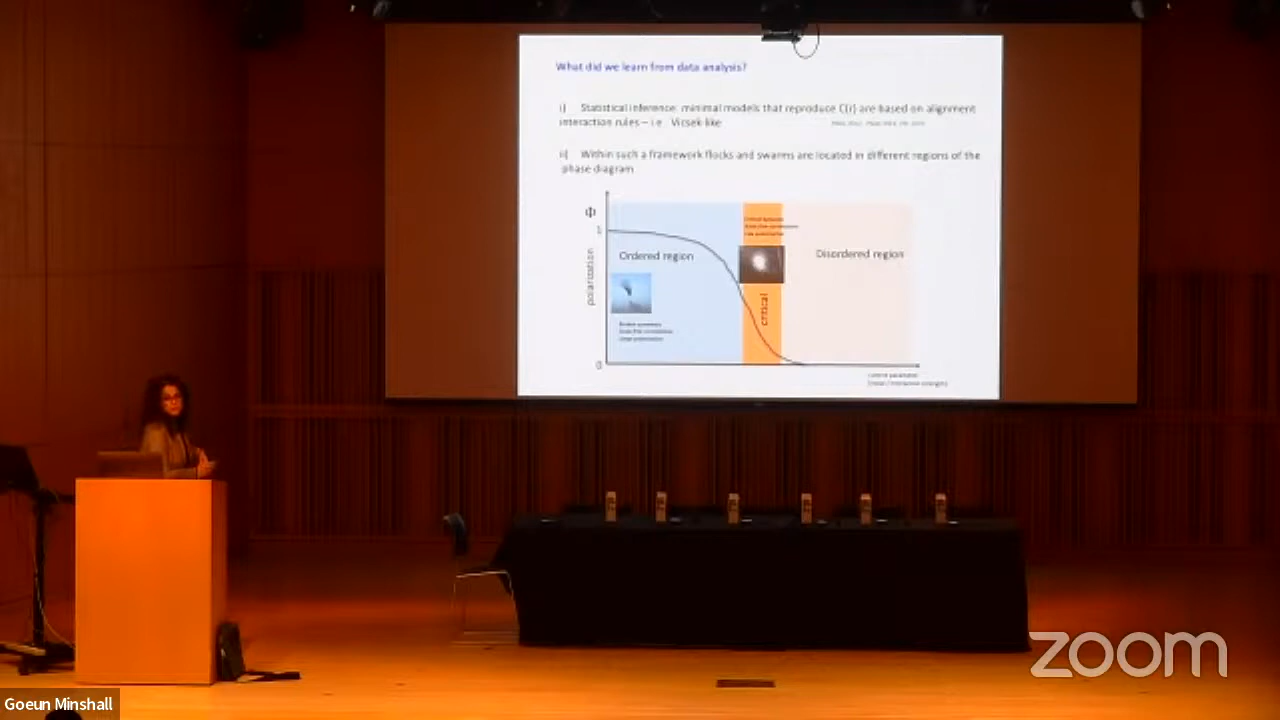 What did we learn from data analysis?
i) Statistical inference: minimal models that reproduce C(r) are based on alignment
interaction rules – i.e. Vicsek like
ii) Within such a framework flocks and swarms are located in different regions of the
phase diagram
Φ
1
polarization
Ordered region
Disordered region
critical
0
zoom
Goeun Minshall